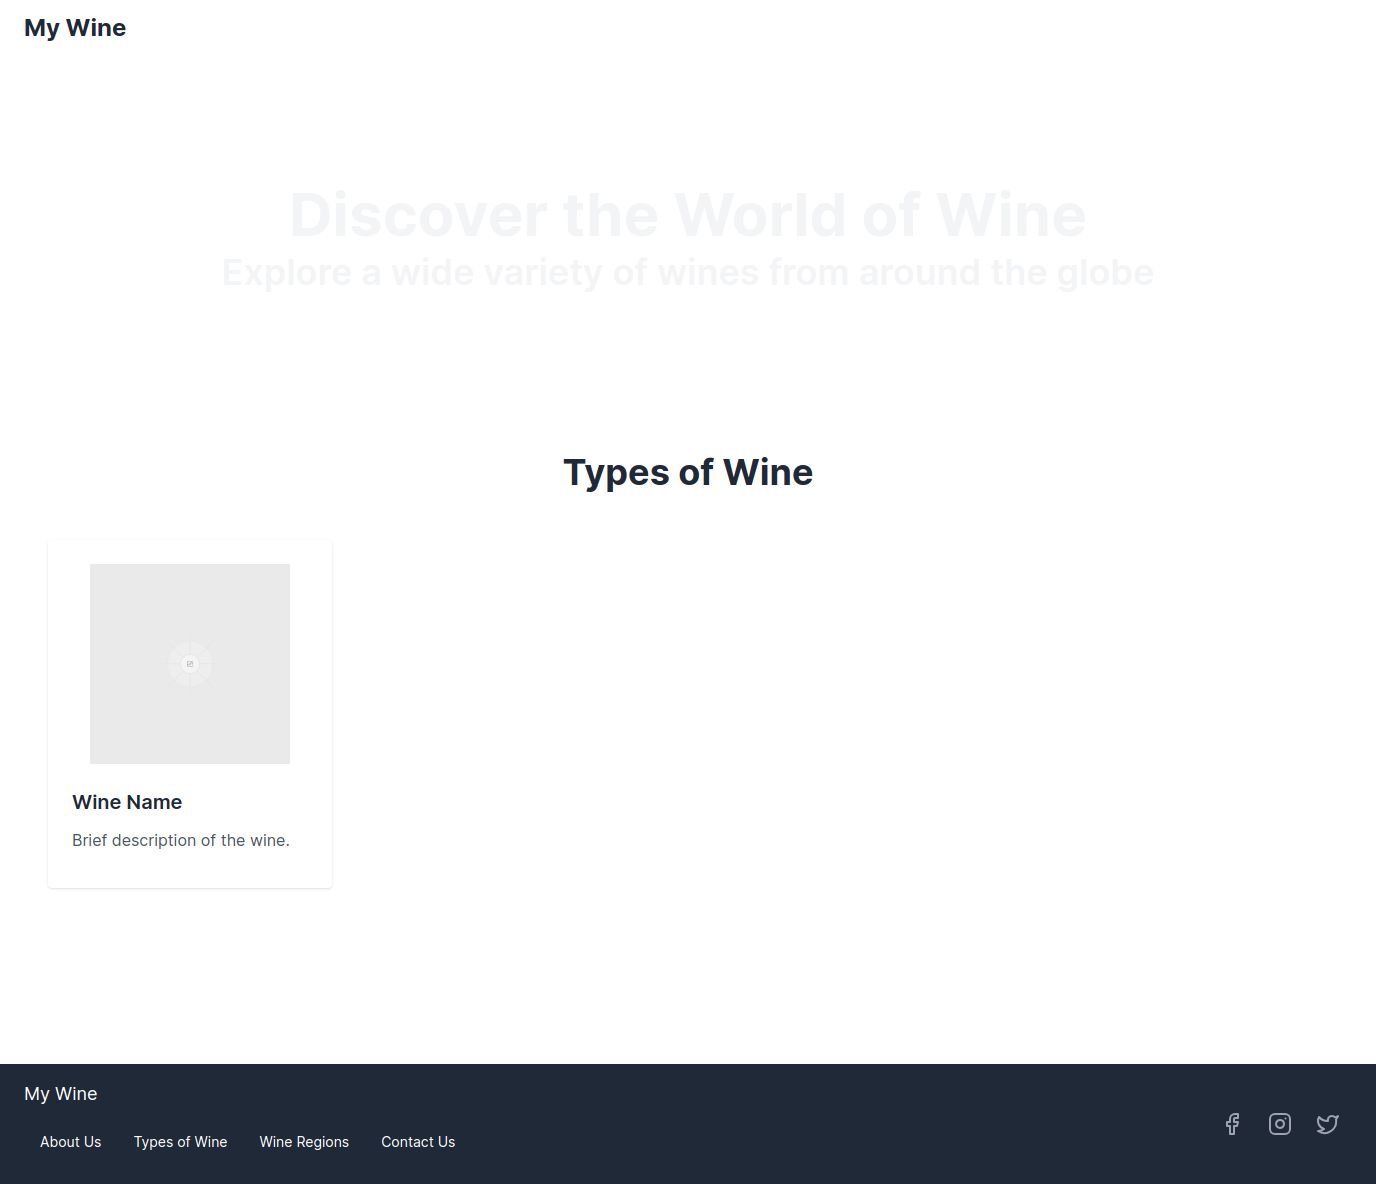 My Wine
Discover the World of Wine
Explore a wide variety of wines from around the globe
Types of Wine
Wine Name
Brief description of the wine.
My Wine
About Us Types of Wine Wine Regions Contact Us